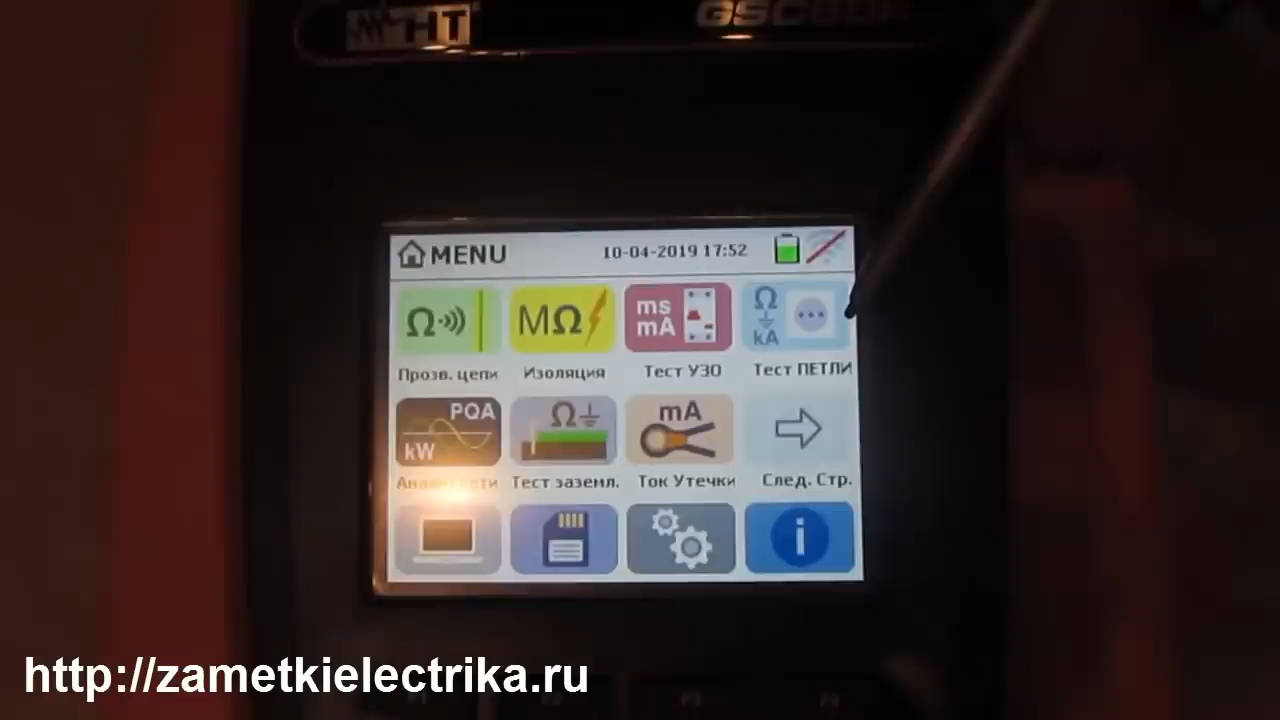 HT
MENU 10-04-2019 17:52
Ω MΩ ms mA Ω kA
Прозв. цепи Изоляция Тест УЗО Тест ПЕТЛИ
PQA kW Ω mA
Тест заземл. Ток Утечки След. Стр.
i
http://zametkielectrika.ru